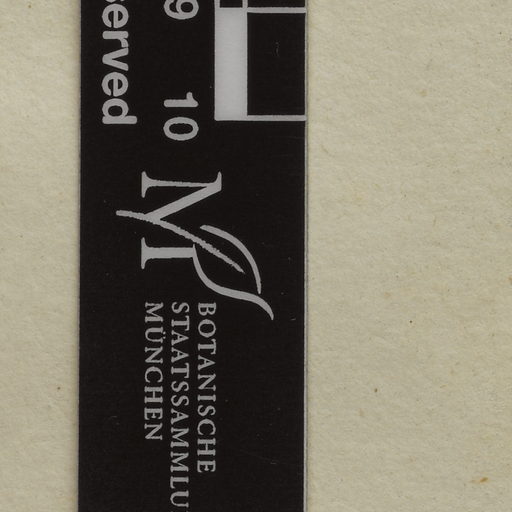 9 10
served
M
BOTANISCHE
STAATSSAMMLU
MÜNCHEN